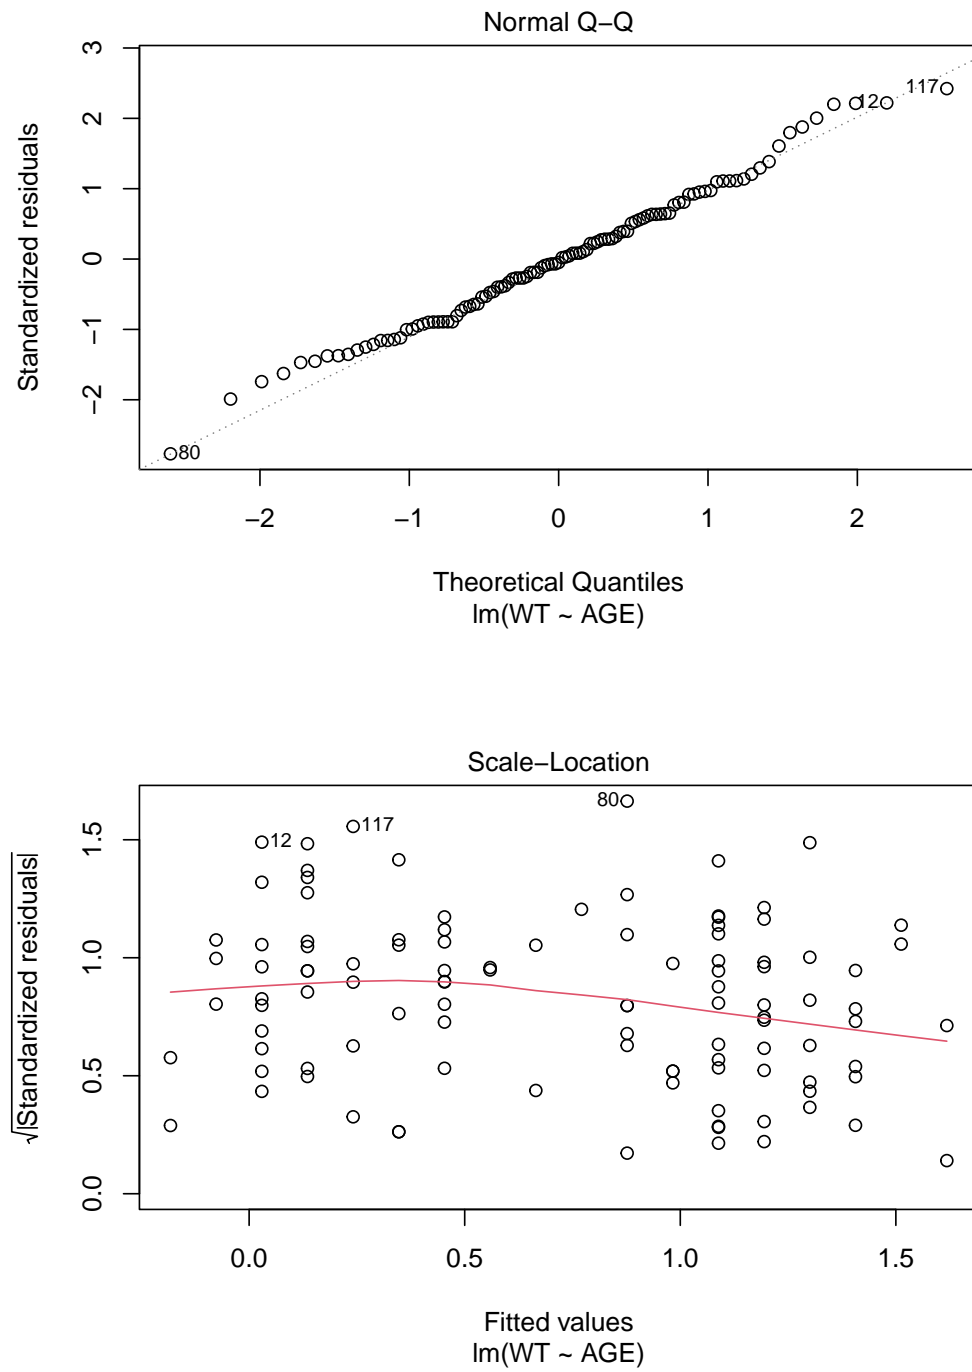 Normal Q−Q
Standardized residuals
3
2
1
0
−1
−2
117
12
80
−2 −1 0 1 2
Theoretical Quantiles
lm(WT ~ AGE)
Scale−Location
√|Standardized residuals|
1.5
1.0
0.5
0.0
80
117
12
0.0 0.5 1.0 1.5
Fitted values
lm(WT ~ AGE)